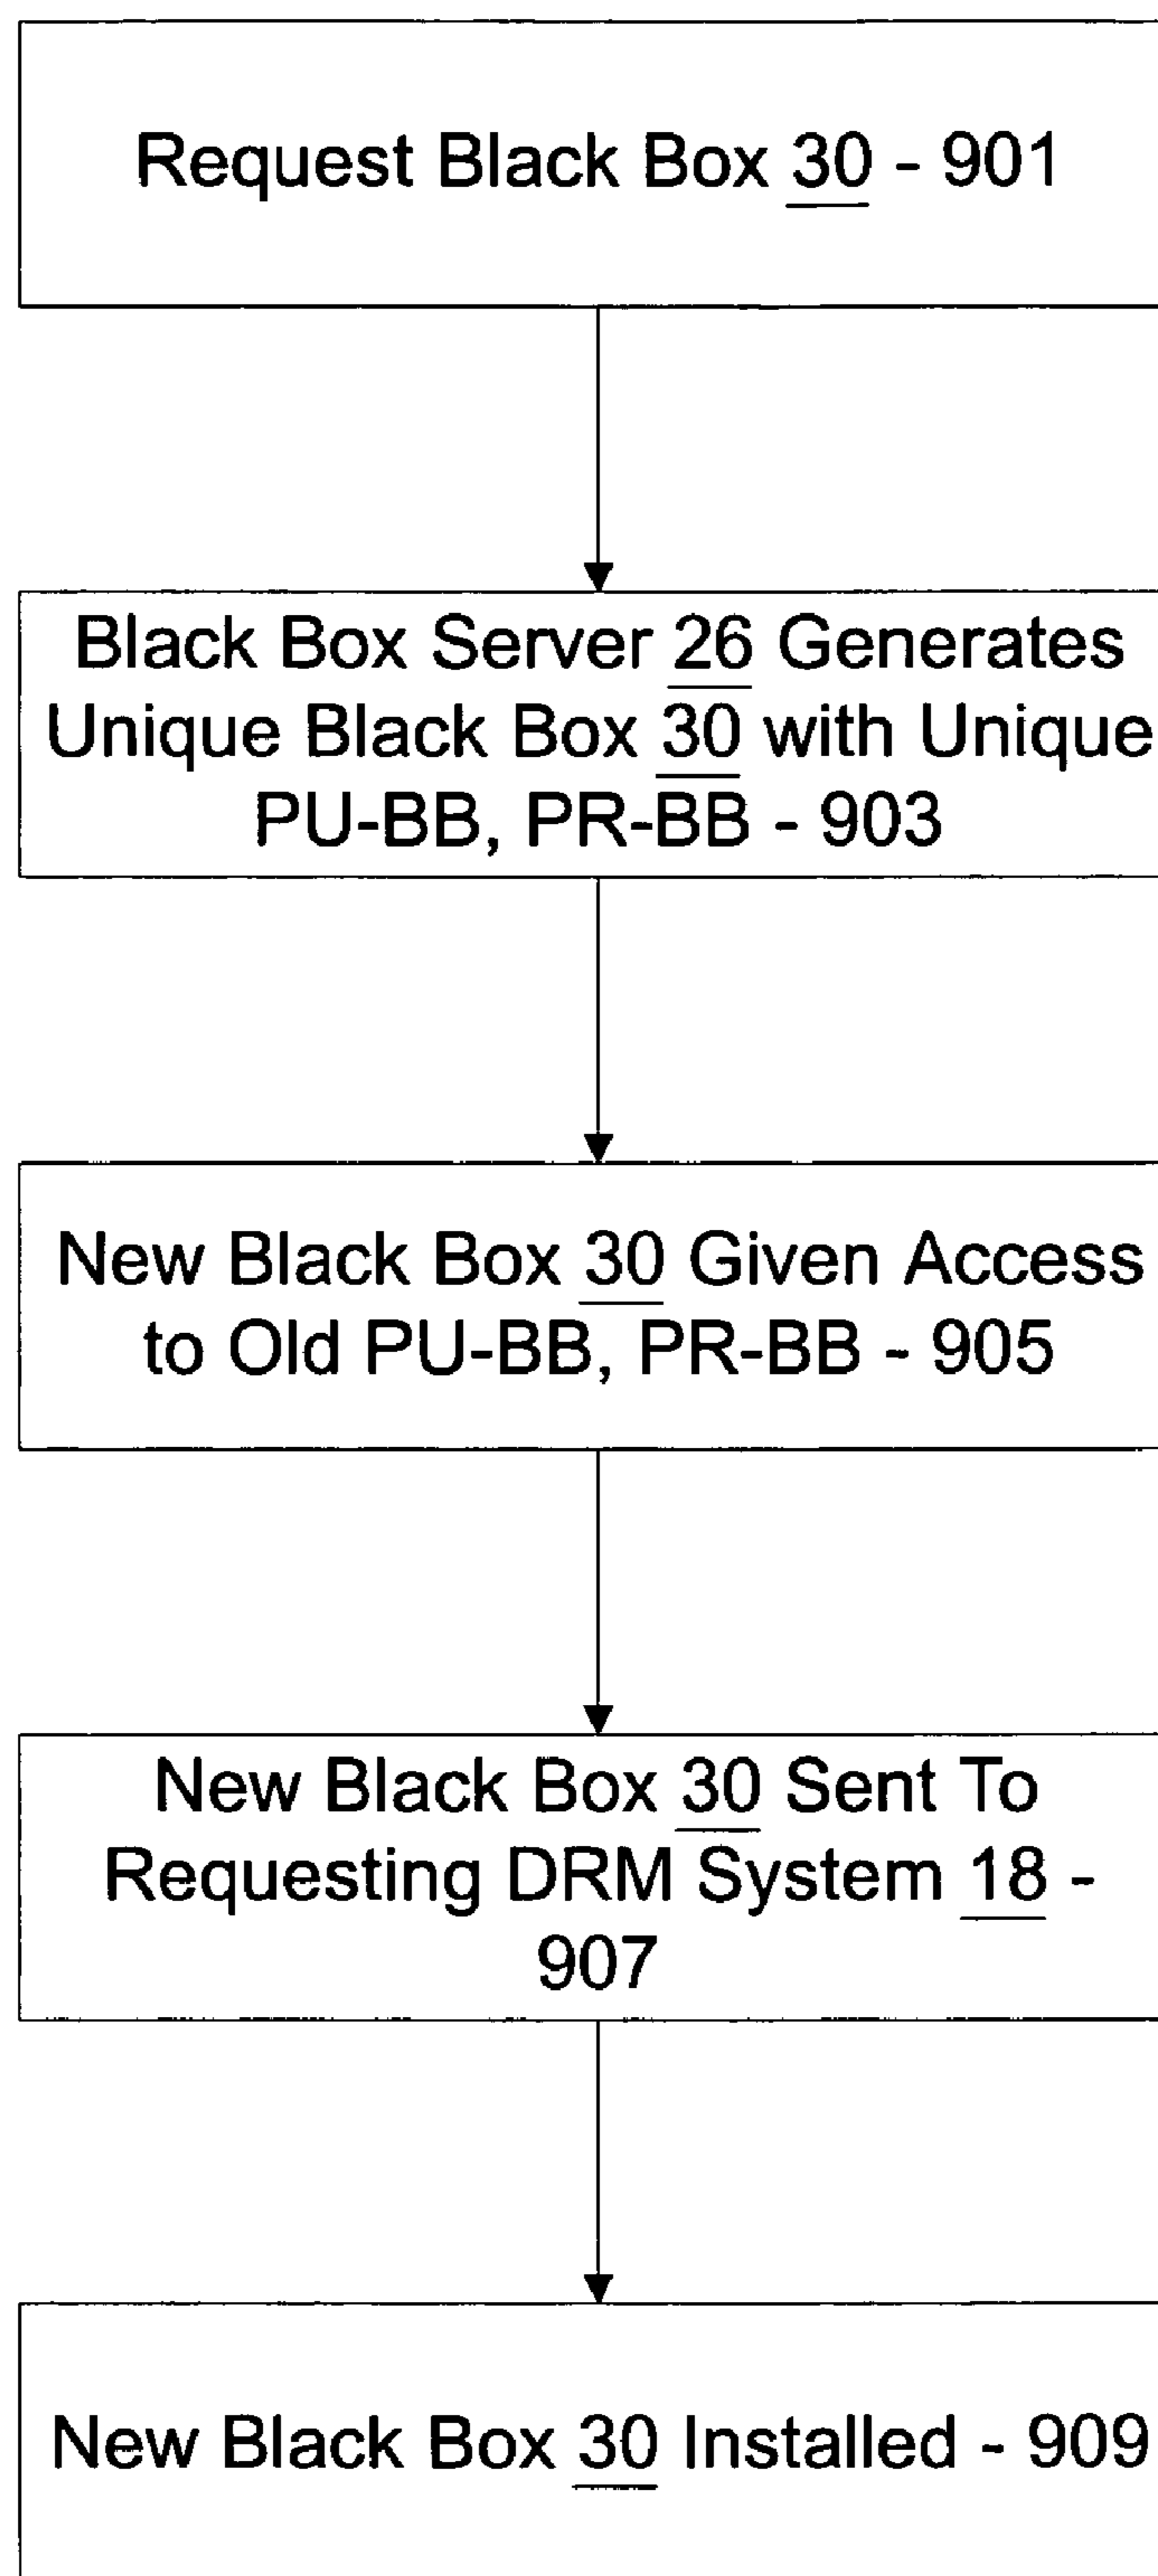 Request Black Box 30 - 901
Black Box Server 26 Generates
Unique Black Box 30 with Unique
PU-BB, PR-BB - 903
New Black Box 30 Given Access
to Old PU-BB, PR-BB - 905
New Black Box 30 Sent To
Requesting DRM System 18 -
907
New Black Box 30 Installed - 909